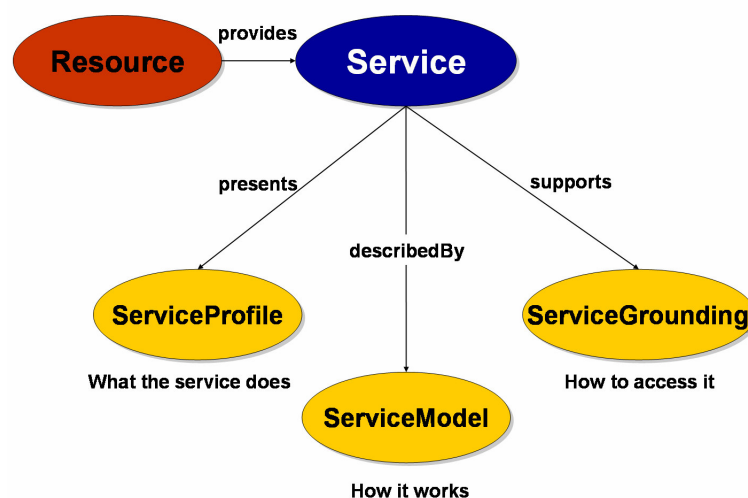 provides
Resource
Service
presents
supports
describedBy
ServiceProfile
ServiceGrounding
What the service does
How to access it
ServiceModel
How it works